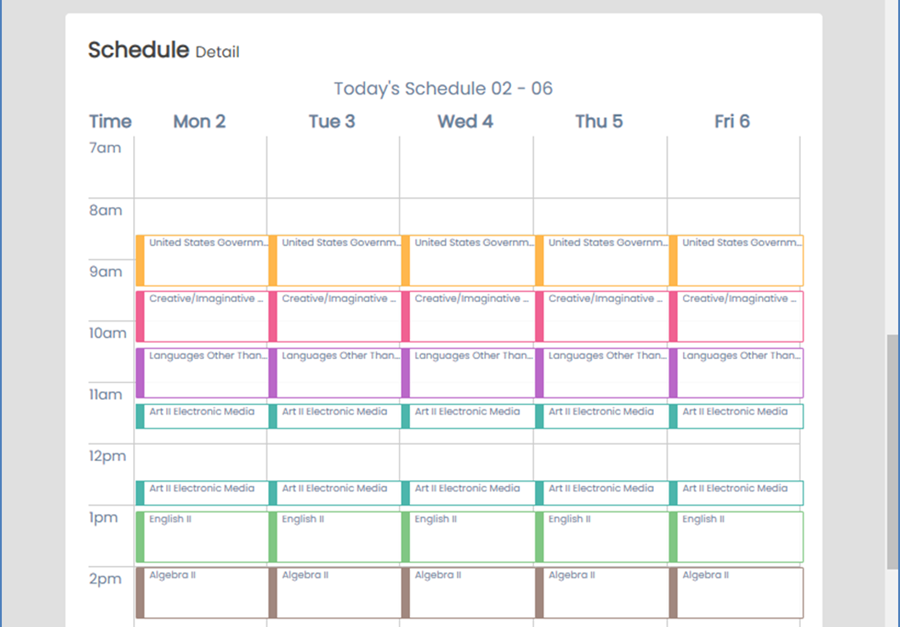 Schedule Detail
Today's Schedule 02 - 06
Time Mon 2 Tue 3 Wed 4 Thu 5 Fri 6
7am
8am
United States Governm... United States Governm... United States Governm... United States Governm... United States Governm...
9am
Creative/Imaginative ... Creative/Imaginative ... Creative/Imaginative ... Creative/Imaginative ... Creative/Imaginative ...
10am
Languages Other Than... Languages Other Than... Languages Other Than... Languages Other Than... Languages Other Than...
11am
Art II Electronic Media Art II Electronic Media Art II Electronic Media Art II Electronic Media Art II Electronic Media
12pm
Art II Electronic Media Art II Electronic Media Art II Electronic Media Art II Electronic Media Art II Electronic Media
1pm English II English II English II English II English II
2pm Algebra II Algebra II Algebra II Algebra II Algebra II